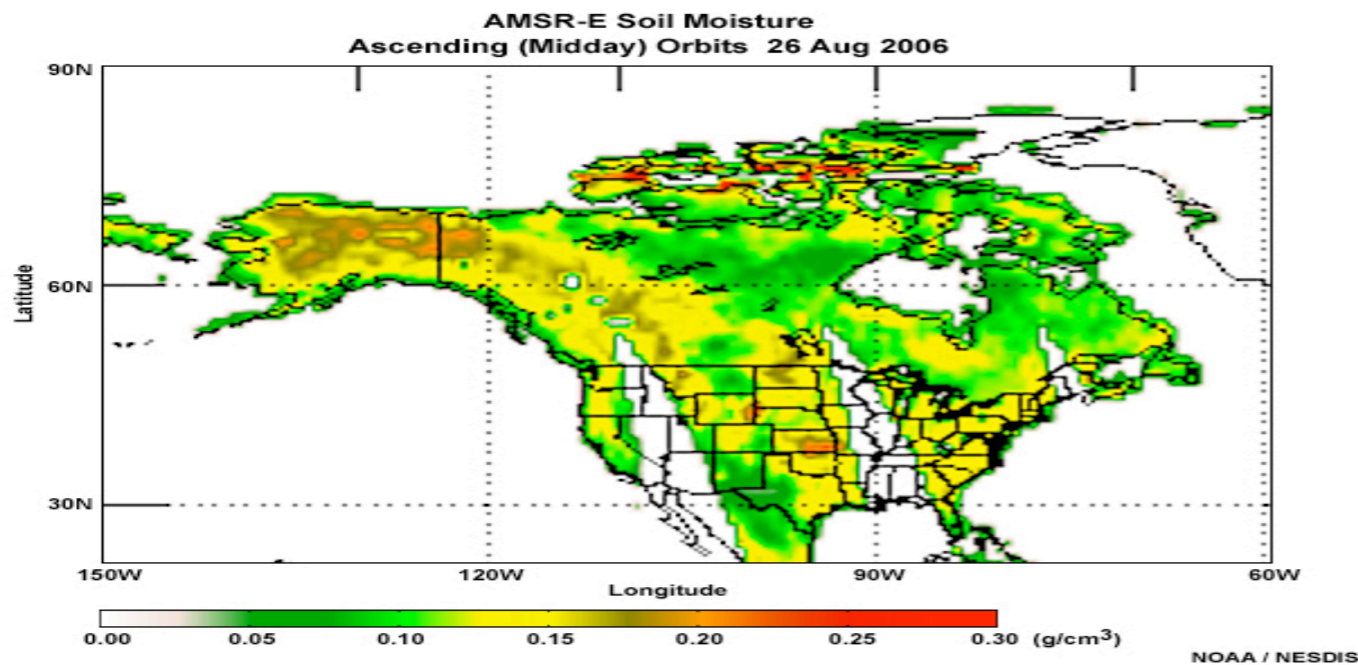 AMSR-E Soil Moisture
Ascending (Midday) Orbits 26 Aug 2006
90N
60N
30N
Latitude
150W 120W 90W 60W
Longitude
0.00 0.05 0.10 0.15 0.20 0.25 0.30 (g/cm³)
NOAA / NESDIS